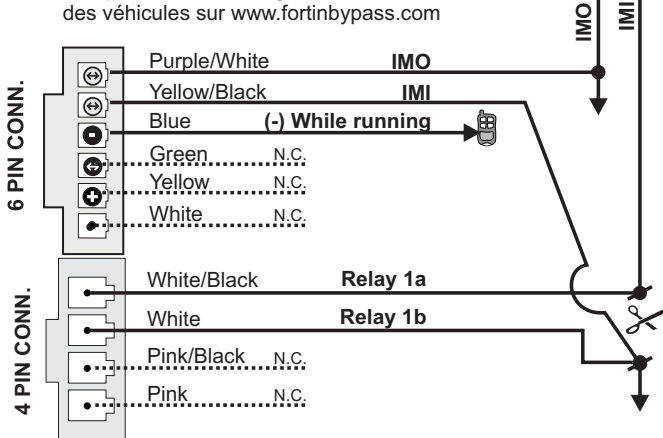 des véhicules sur www.fortinbypass.com
IMO
IMI
6 PIN CONN.
Purple/White IMO
Yellow/Black IMI
Blue (-) While running
Green N.C.
Yellow N.C.
White N.C.
4 PIN CONN.
White/Black Relay 1a
White Relay 1b
Pink/Black N.C.
Pink N.C.